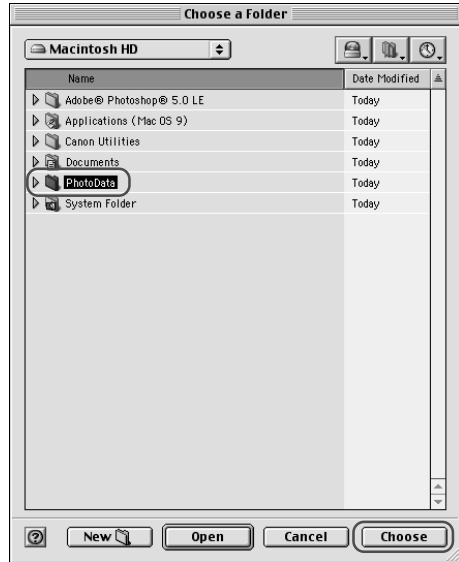 Choose a Folder
Macintosh HD
Name Date Modified
Adobe® Photoshop® 5.0 LE Today
Applications (Mac OS 9) Today
Canon Utilities Today
Documents Today
PhotoData Today
System Folder Today
? New Open Cancel Choose